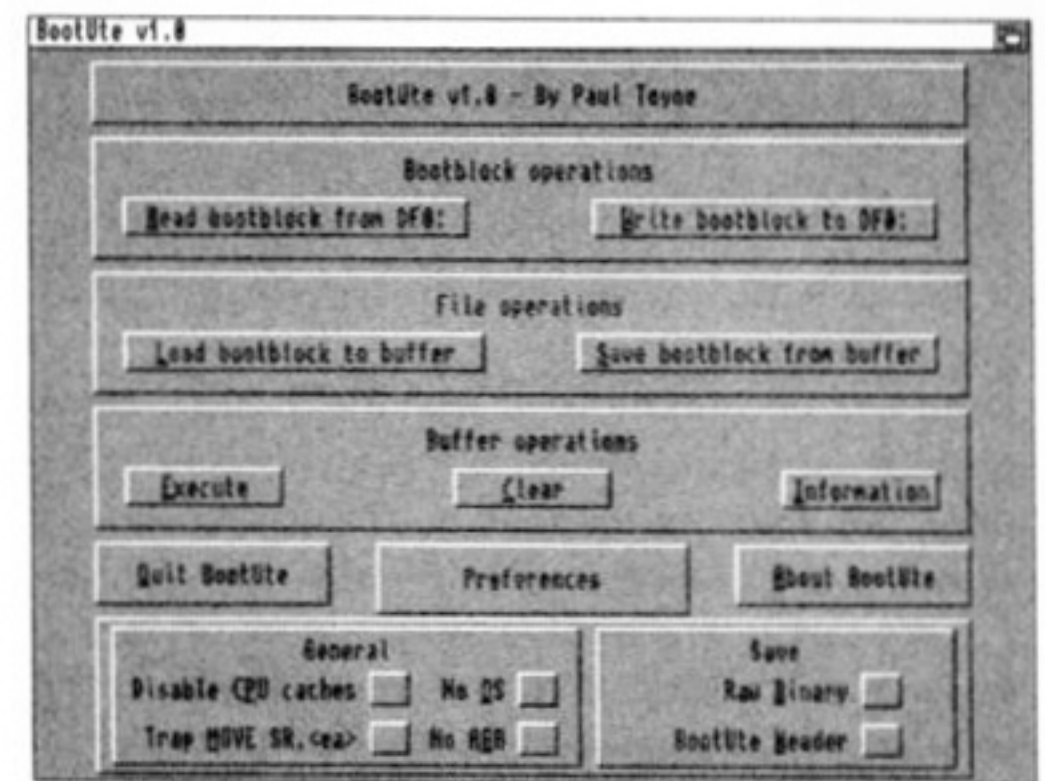 BootUte v1.0
BootUte v1.0 - By Paul Toyne
Bootblock operations
Read bootblock from DF0:
Write bootblock to DF0:
File operations
Load bootblock to buffer
Save bootblock from buffer
Buffer operations
Execute
Clear
Information
Quit BootUte
Preferences
About BootUte
General
Save
Disable CPU caches
No QS
Raw Binary
Trap MOVE SR,<ea>
No AGA
BootUte Header